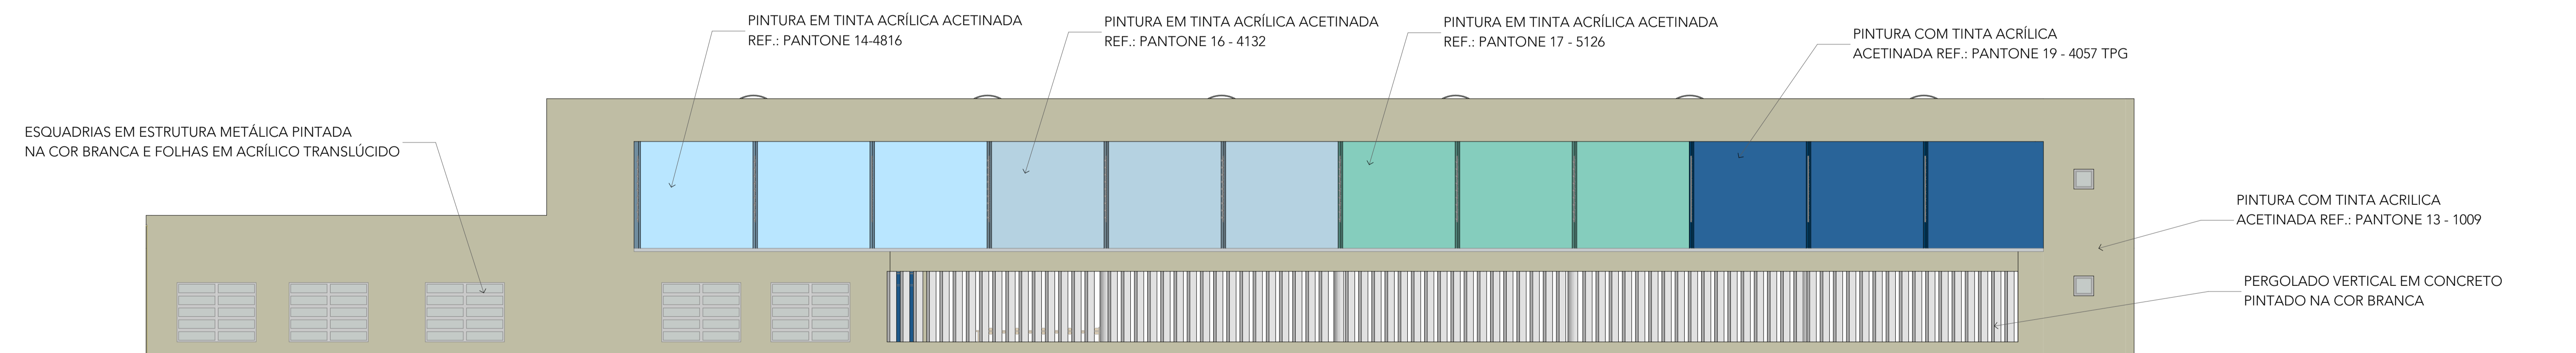 PINTURA EM TINTA ACRÍLICA ACETINADA
REF.: PANTONE 14-4816
PINTURA EM TINTA ACRÍLICA ACETINADA
REF.: PANTONE 16 - 4132
PINTURA EM TINTA ACRÍLICA ACETINADA
REF.: PANTONE 17 - 5126
PINTURA COM TINTA ACRÍLICA
ACETINADA REF.: PANTONE 19 - 4057 TPG
ESQUADRIAS EM ESTRUTURA METÁLICA PINTADA
NA COR BRANCA E FOLHAS EM ACRÍLICO TRANSLÚCIDO
PINTURA COM TINTA ACRILICA
ACETINADA REF.: PANTONE 13 - 1009
PERGOLADO VERTICAL EM CONCRETO
PINTADO NA COR BRANCA